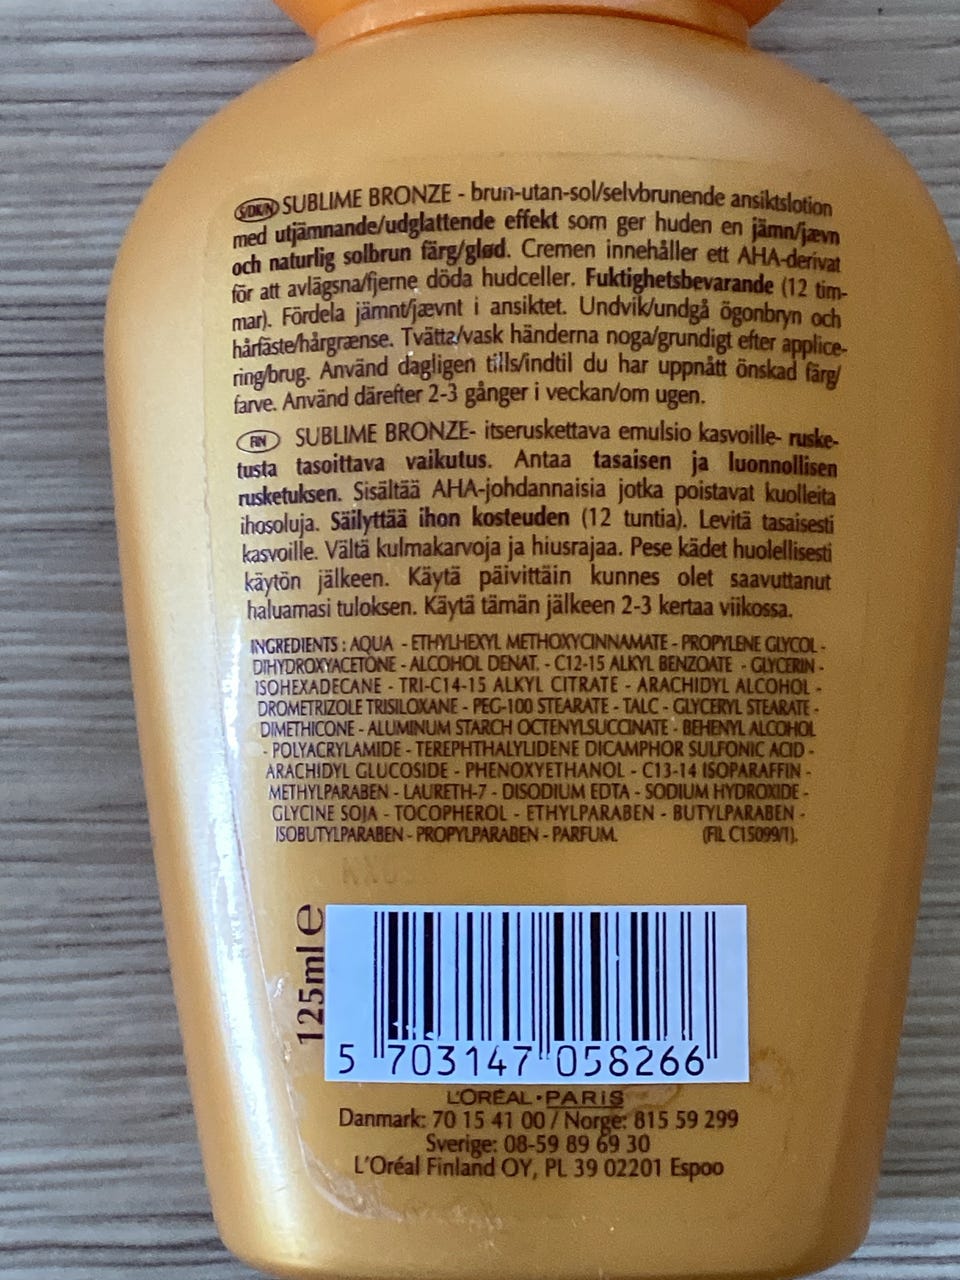 S/DK/N SUBLIME BRONZE - brun-utan-sol/selvbrunende ansiktslotion
med utjämnande/udglattende effekt som ger huden en jämn/jævn
och naturlig solbrun färg/glød. Cremen innehåller ett AHA-derivat
för att avlägsna/fjerne döda hudceller. Fuktighetsbevarande (12 tim-
mar). Fördela jämnt/jævnt i ansiktet. Undvik/undgå ögonbryn och
hårfäste/hårgrænse. Tvätta/vask händerna noga/grundigt efter applice-
ring/brug. Använd dagligen tills/indtil du har uppnått önskad färg/
farve. Använd därefter 2-3 gånger i veckan/om ugen.
FIN SUBLIME BRONZE- itseruskettava emulsio kasvoille- ruske-
tusta tasoittava vaikutus. Antaa tasaisen ja luonnollisen
rusketuksen. Sisältää AHA-johdannaisia jotka poistavat kuolleita
ihosoluja. Säilyttää ihon kosteuden (12 tuntia). Levitä tasaisesti
kasvoille. Vältä kulmakarvoja ja hiusrajaa. Pese kädet huolellisesti
käytön jälkeen. Käytä päivittäin kunnes olet saavuttanut
haluamasi tuloksen. Käytä tämän jälkeen 2-3 kertaa viikossa.
INGREDIENTS : AQUA - ETHYLHEXYL METHOXYCINNAMATE - PROPYLENE GLYCOL -
DIHYDROXYACETONE - ALCOHOL DENAT. - C12-15 ALKYL BENZOATE - GLYCERIN -
ISOHEXADECANE - TRI-C14-15 ALKYL CITRATE - ARACHIDYL ALCOHOL -
DROMETRIZOLE TRISILOXANE - PEG-100 STEARATE - TALC - GLYCERYL STEARATE -
DIMETHICONE - ALUMINUM STARCH OCTENYLSUCCINATE - BEHENYL ALCOHOL
- POLYACRYLAMIDE - TEREPHTHALYLIDENE DICAMPHOR SULFONIC ACID -
ARACHIDYL GLUCOSIDE - PHENOXYETHANOL - C13-14 ISOPARAFFIN -
METHYLPARABEN - LAURETH-7 - DISODIUM EDTA - SODIUM HYDROXIDE -
GLYCINE SOJA - TOCOPHEROL - ETHYLPARABEN - BUTYLPARABEN -
ISOBUTYLPARABEN - PROPYLPARABEN - PARFUM. (FIL C15099/1).
125ml e
5 703147 058266
L'ORÉAL • PARIS
Danmark: 70 15 41 00 / Norge: 815 59 299
Sverige: 08-59 89 69 30
L'Oréal Finland OY, PL 39 02201 Espoo